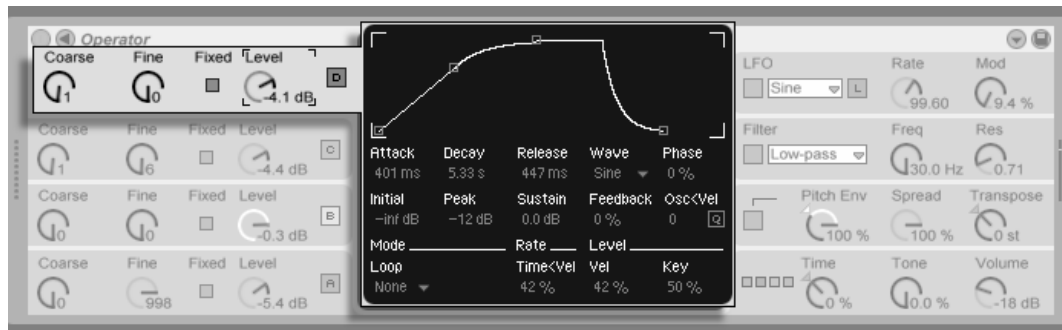 Operator
Coarse Fine Fixed Level
1 0 -4.1 dB D
Coarse Fine Fixed Level
1 6 -4.4 dB C
Coarse Fine Fixed Level
0 0 -0.3 dB B
Coarse Fine Fixed Level
0 998 -5.4 dB A
Attack Decay Release Wave Phase
401 ms 5.33 s 447 ms Sine 0 %
Initial Peak Sustain Feedback Osc<Vel
-inf dB -12 dB 0.0 dB 0 % 0 Q
Mode Rate Level
Loop Time<Vel Vel Key
None 42 % 42 % 50 %
LFO Rate Mod
Sine L 99.60 9.4 %
Filter Freq Res
Low-pass 30.0 Hz 0.71
Pitch Env Spread Transpose
100 % 100 % 0 st
Time Tone Volume
0 % 0.0 % -18 dB